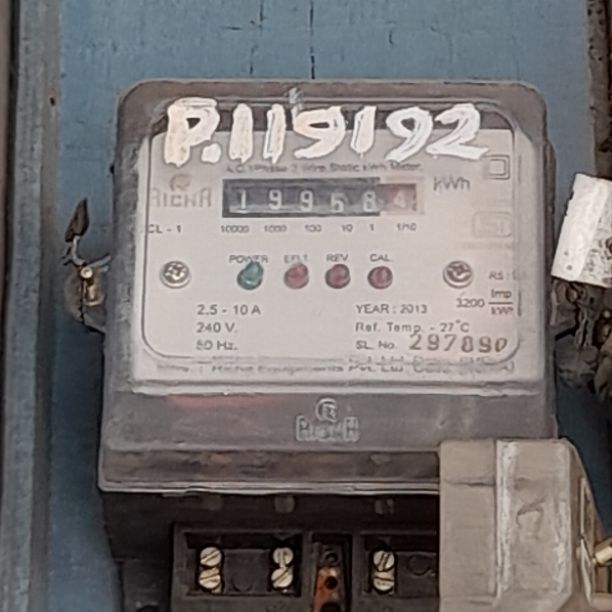 P.119192
A.C. 1 Phase 2 Wire Static kWh Meter
RICHA
1 9 9 5 8 4
kWh
CL - 1
10000 1000 100 10 1 1/10
POWER E/L1 REV. CAL.
2.5 - 10 A
240 V.
50 Hz.
YEAR : 2013
Ref. Temp. - 27°C
SL. No. 297890
3200 Imp
kWh
RICHA